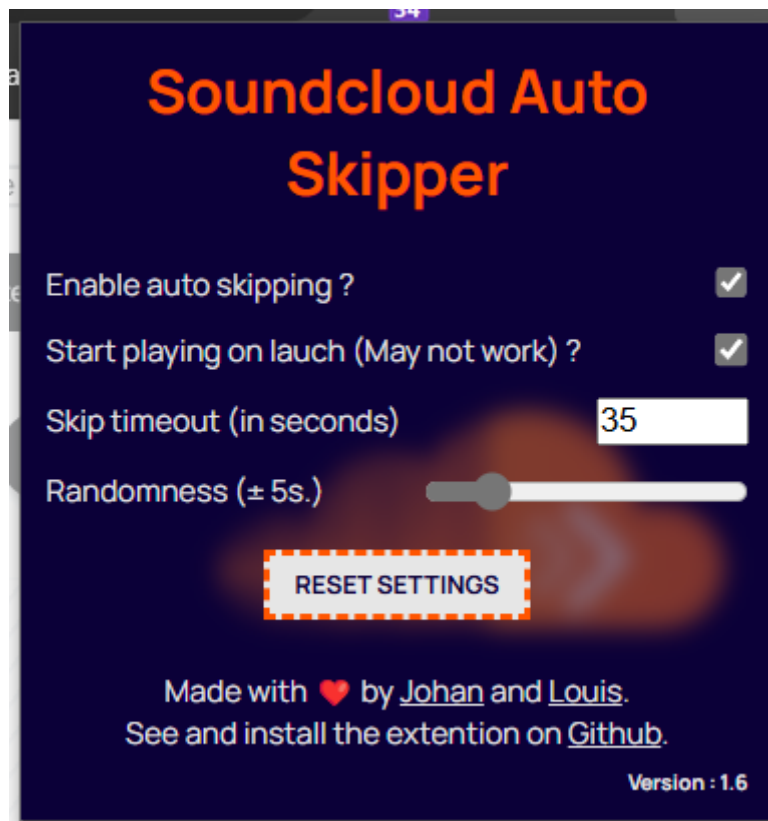 34
Soundcloud Auto
Skipper
Enable auto skipping ?
Start playing on lauch (May not work) ?
Skip timeout (in seconds)
35
Randomness (± 5s.)
RESET SETTINGS
Made with ❤️ by Johan and Louis.
See and install the extention on Github.
Version : 1.6